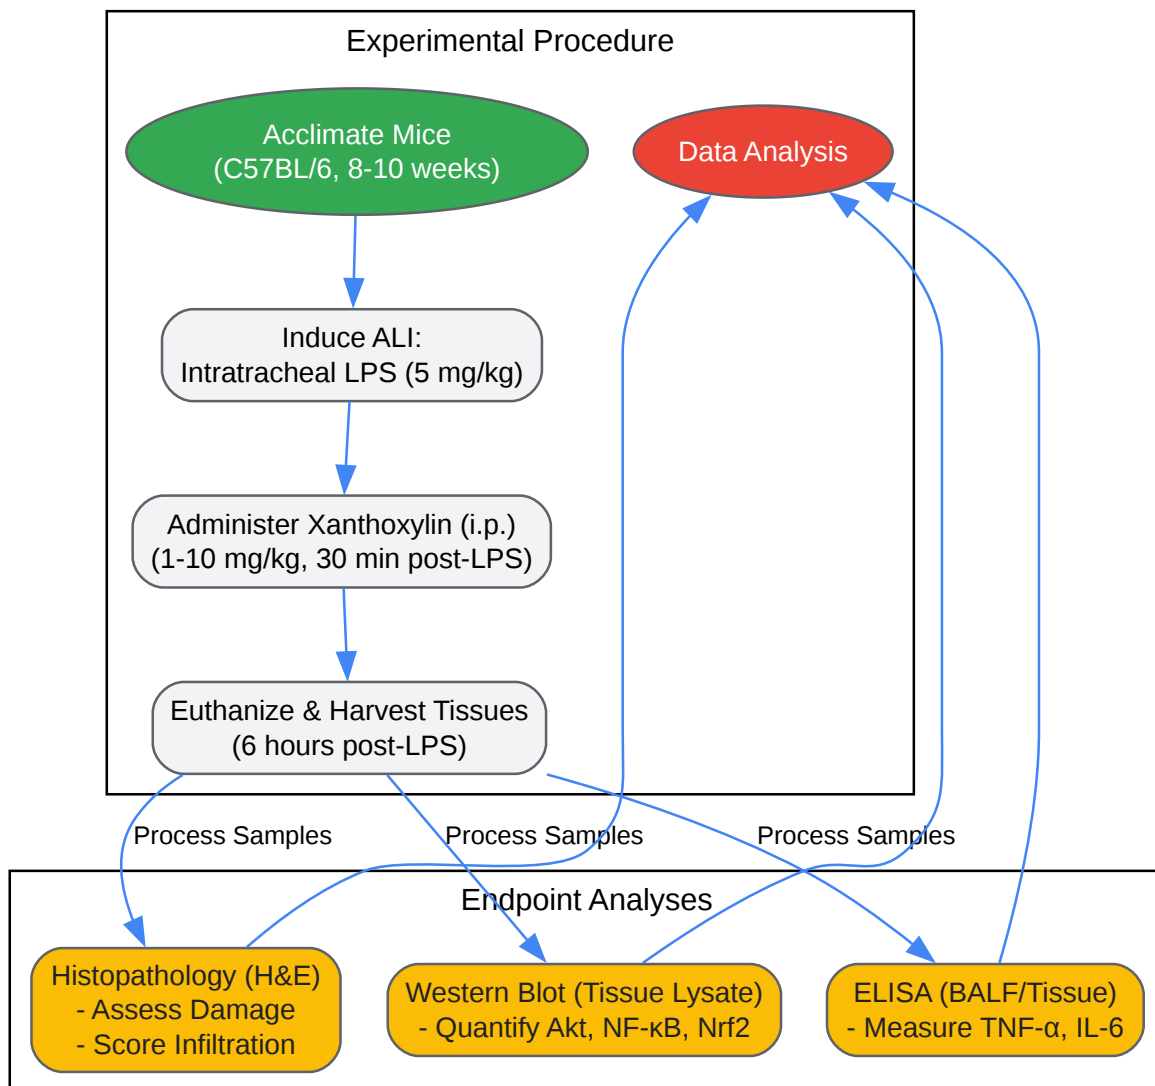 Experimental Procedure
Acclimate Mice
(C57BL/6, 8-10 weeks)
Data Analysis
Induce ALI:
Intratracheal LPS (5 mg/kg)
Administer Xanthoxylin (i.p.)
(1-10 mg/kg, 30 min post-LPS)
Euthanize & Harvest Tissues
(6 hours post-LPS)
Process Samples
Process Samples
Process Samples
Endpoint Analyses
Histopathology (H&E)
- Assess Damage
- Score Infiltration
Western Blot (Tissue Lysate)
- Quantify Akt, NF-κB, Nrf2
ELISA (BALF/Tissue)
- Measure TNF-α, IL-6